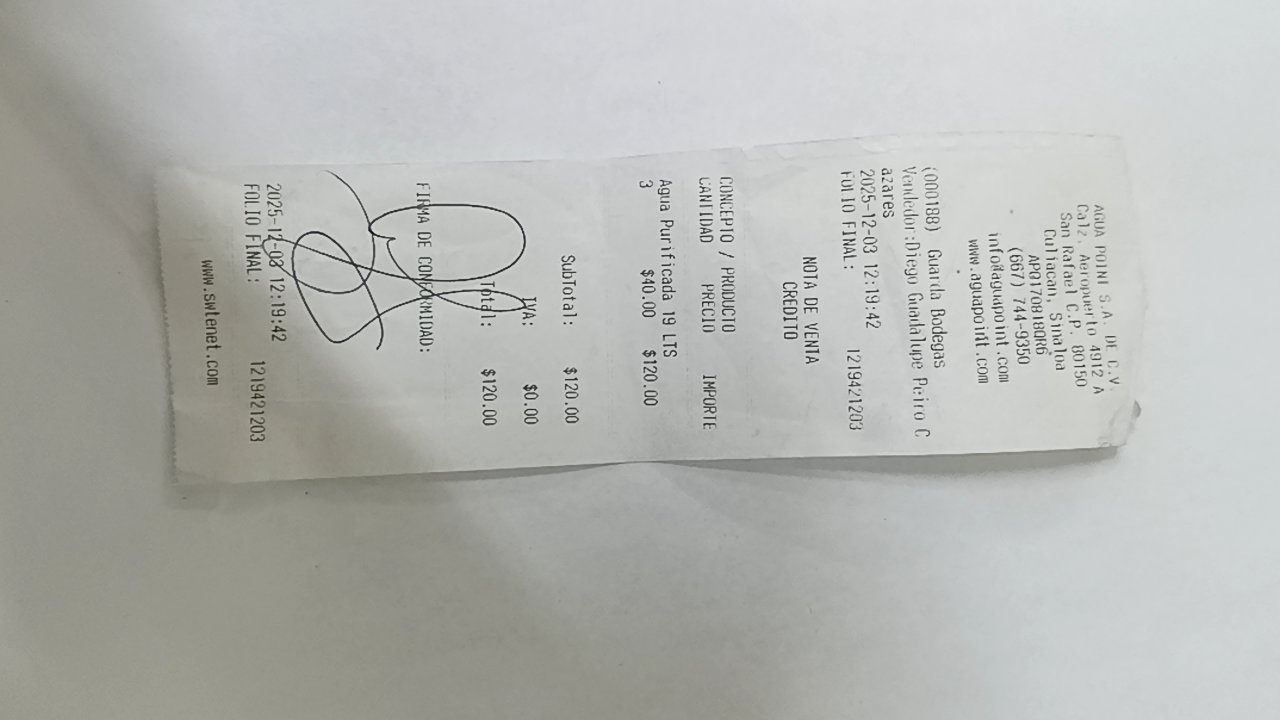 AGUA POINT S.A. DE C.V
Calz. Aeropuerto 4912 A
San Rafael C.P. 80150
Culiacan, Sinaloa
APO170818QR6
(667) 744-9350
info@aguapoint.com
www.aguapoint.com
(000188) Guarda Bodegas
Vendedor:Diego Guadalupe Peiro C
azares
2025-12-03 12:19:42
FOLIO FINAL: 1219421203
NOTA DE VENTA
CREDITO
CONCEPTO / PRODUCTO
CANTIDAD PRECIO IMPORTE
Agua Purificada 19 LTS
3 $40.00 $120.00
SubTotal: $120.00
IVA: $0.00
Total: $120.00
FIRMA DE CONFORMIDAD:
2025-12-03 12:19:42
FOLIO FINAL: 1219421203
www.swtenet.com